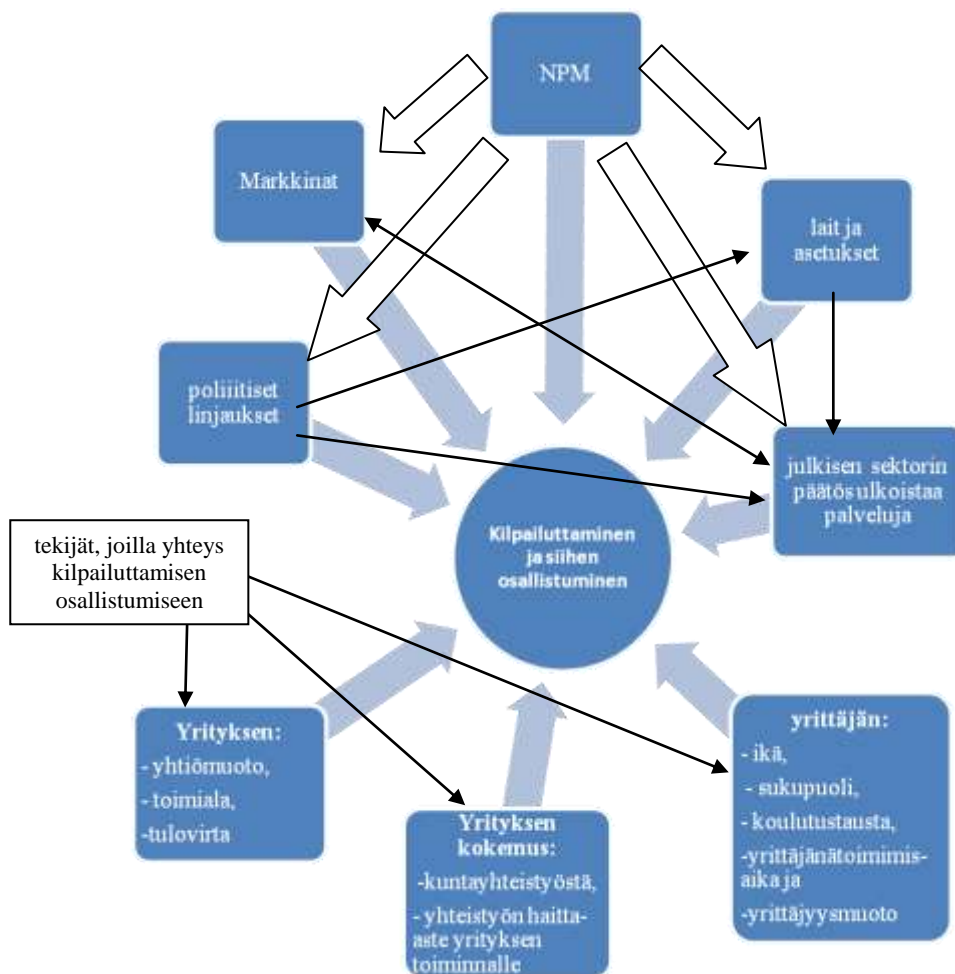 NPM
Markkinat
lait ja
asetukset
poliiitiset
linjaukset
julkisen sektorin
päätös ulkoistaa
palveluja
Kilpailuttaminen
ja siihen
osallistuminen
tekijät, joilla yhteys
kilpailuttamisen
osallistumiseen
Yrityksen:
- yhtiömuoto,
- toimiala,
-tulovirta
Yrityksen
kokemus:
-kuntayhteistyöstä,
- yhteistyön haitta-
aste yrityksen
toiminnalle
yrittäjän:
- ikä,
- sukupuoli,
- koulutustausta,
-yrittäjänätoimimis-
aika ja
-yrittäjyysmuoto